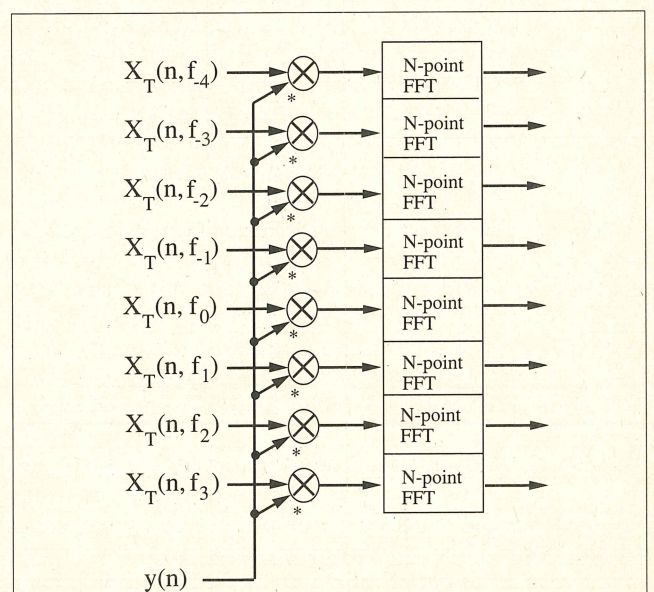 X_T(n, f_-4) N-point FFT
*
X_T(n, f_-3) N-point FFT
*
X_T(n, f_-2) N-point FFT
*
X_T(n, f_-1) N-point FFT
*
X_T(n, f_0) N-point FFT
*
X_T(n, f_1) N-point FFT
*
X_T(n, f_2) N-point FFT
*
X_T(n, f_3) N-point FFT
*
y(n)